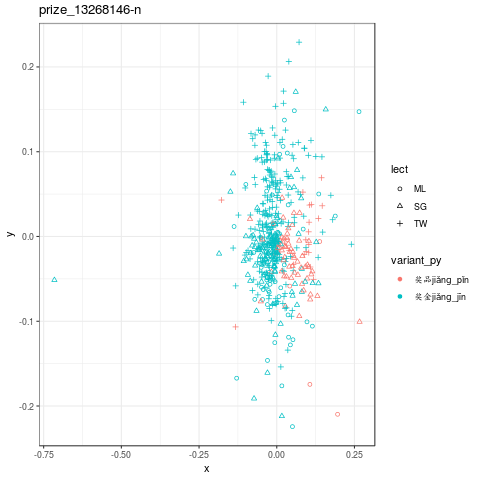 prize_13268146-n
0.2
0.1
0.0
-0.1
-0.2
y
-0.75
-0.50
-0.25
0.00
0.25
x
lect
ML
SG
TW
variant_py
奖品jiǎng_pǐn
奖金jiǎng_jīn